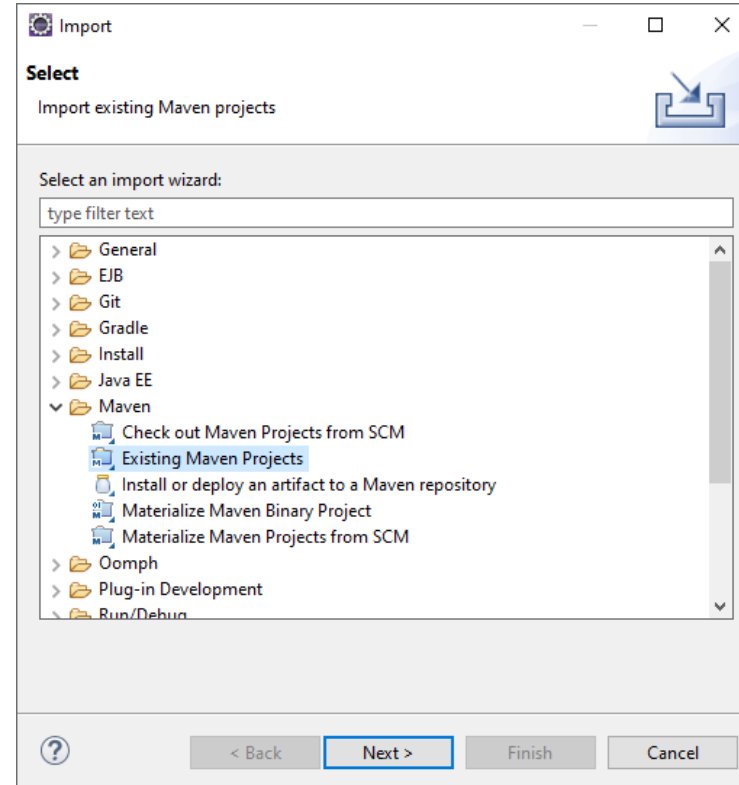 Import
Select
Import existing Maven projects
Select an import wizard:
type filter text
General
EJB
Git
Gradle
Install
Java EE
Maven
Check out Maven Projects from SCM
Existing Maven Projects
Install or deploy an artifact to a Maven repository
Materialize Maven Binary Project
Materialize Maven Projects from SCM
Oomph
Plug-in Development
Run/Debug
? < Back Next > Finish Cancel